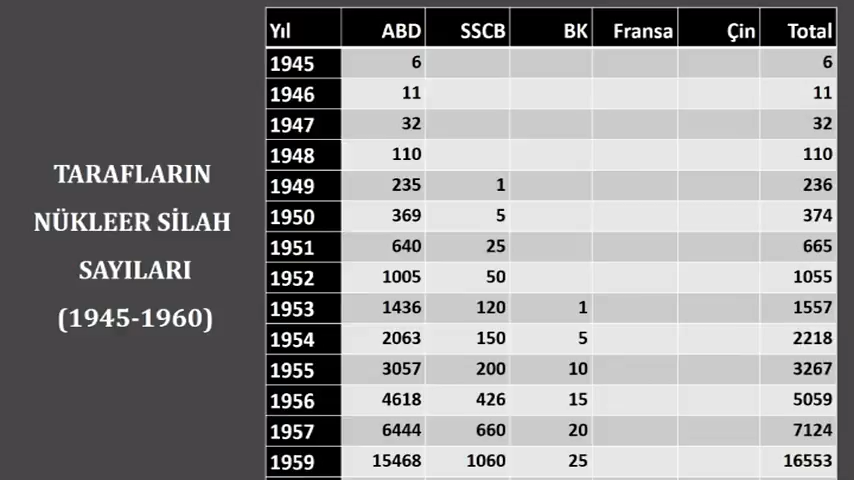 TARAFLARIN
NÜKLEER SİLAH
SAYILARI
(1945-1960)
Yıl ABD SSCB BK Fransa Çin Total
1945 6 6
1946 11 11
1947 32 32
1948 110 110
1949 235 1 236
1950 369 5 374
1951 640 25 665
1952 1005 50 1055
1953 1436 120 1 1557
1954 2063 150 5 2218
1955 3057 200 10 3267
1956 4618 426 15 5059
1957 6444 660 20 7124
1959 15468 1060 25 16553